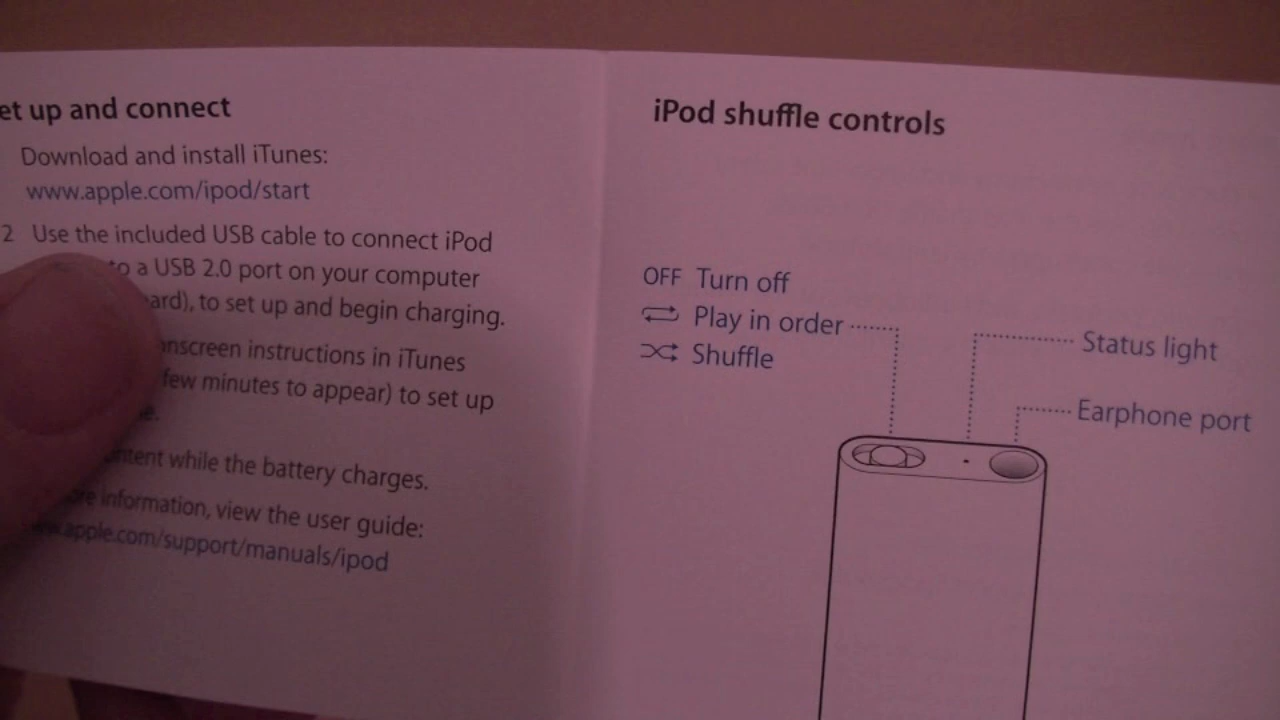 et up and connect
Download and install iTunes:
www.apple.com/ipod/start
2 Use the included USB cable to connect iPod
to a USB 2.0 port on your computer
ard), to set up and begin charging.
nscreen instructions in iTunes
few minutes to appear) to set up
e.
ntent while the battery charges.
ore information, view the user guide:
www.apple.com/support/manuals/ipod
iPod shuffle controls
OFF Turn off
Play in order
Shuffle
Status light
Earphone port